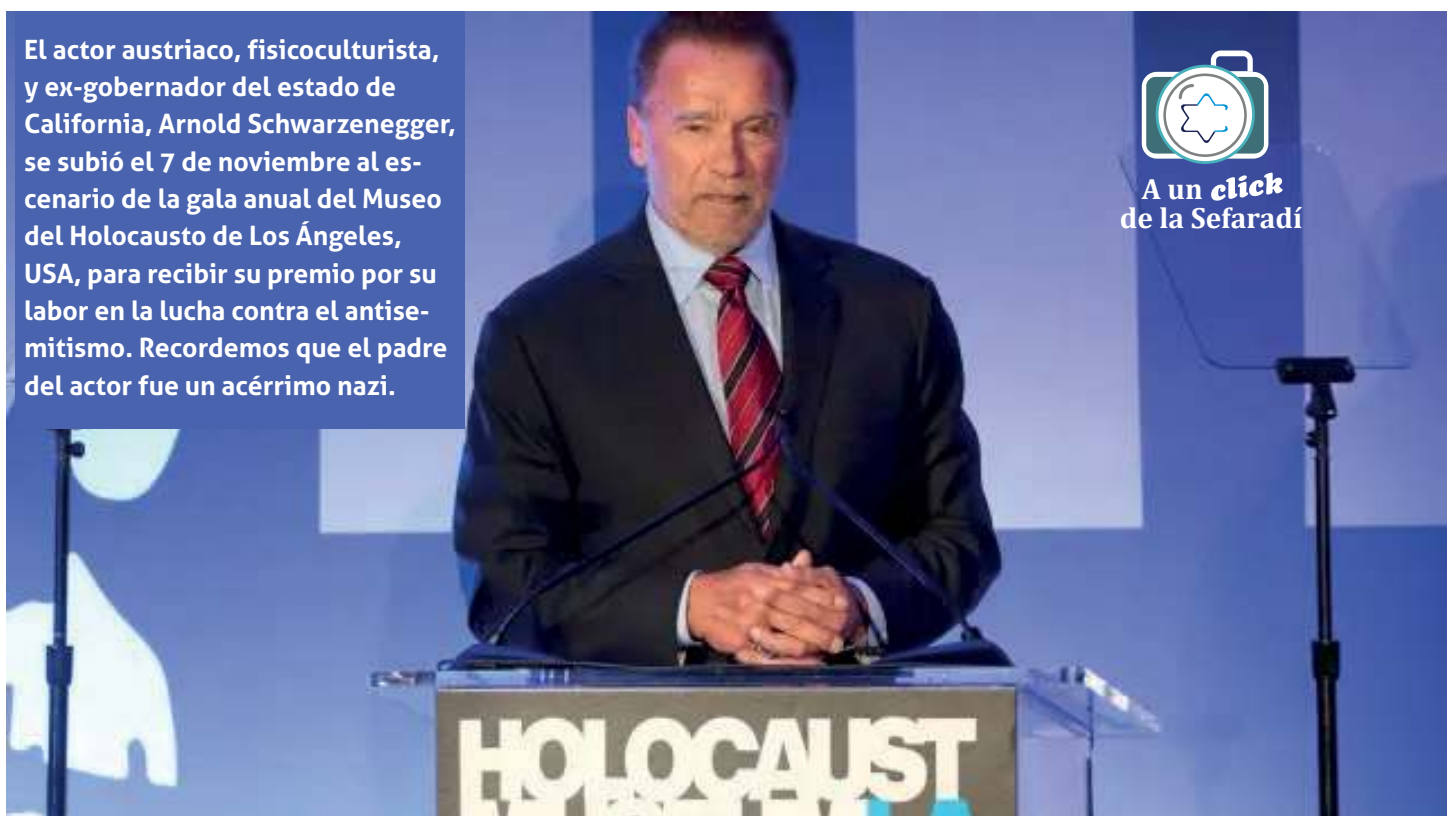 El actor austriaco, fisicoculturista,
y ex-gobernador del estado de
California, Arnold Schwarzenegger,
se subió el 7 de noviembre al es-
cenario de la gala anual del Museo
del Holocausto de Los Ángeles,
USA, para recibir su premio por su
labor en la lucha contra el antise-
mitismo. Recordemos que el padre
del actor fue un acérrimo nazi.
A un click
de la Sefaradí
HOLOCAUST
MUSEUM LA